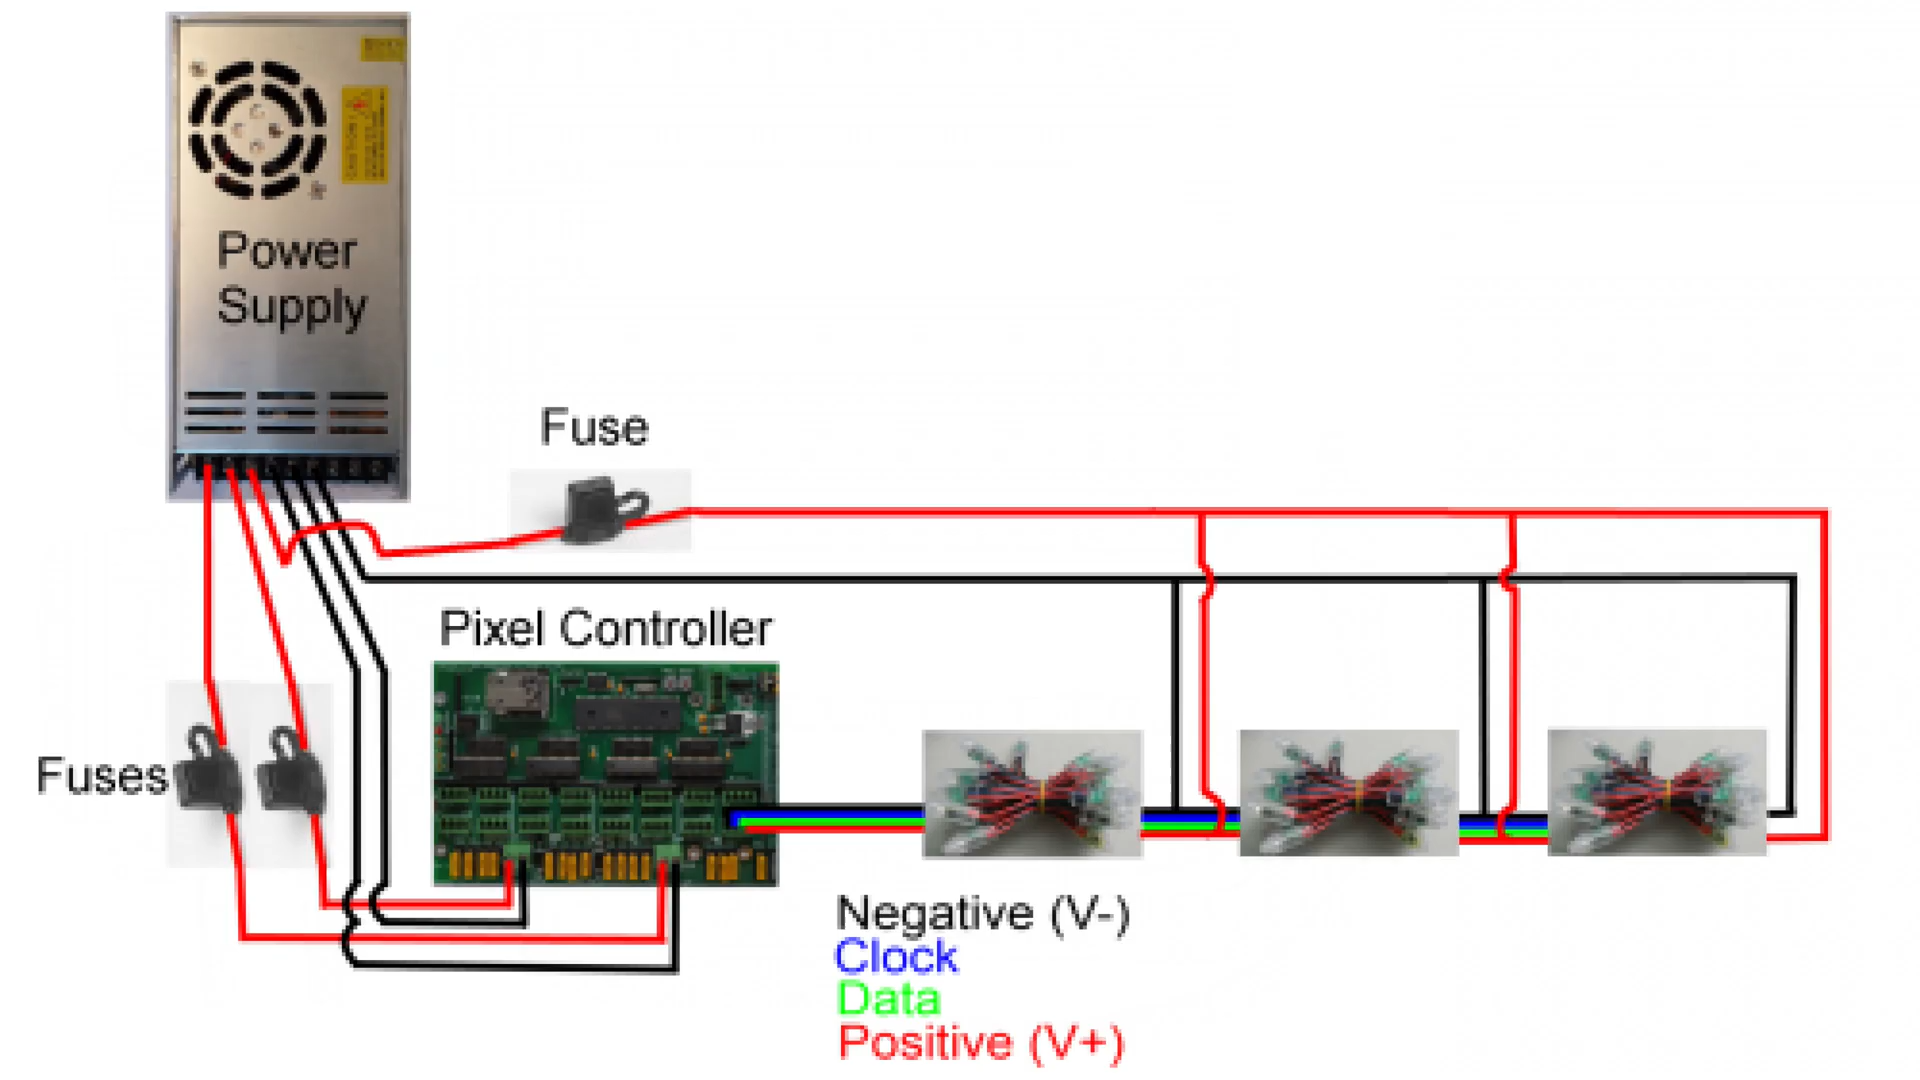 Power
Supply
Fuse
Pixel Controller
Fuses
Negative (V-)
Clock
Data
Positive (V+)